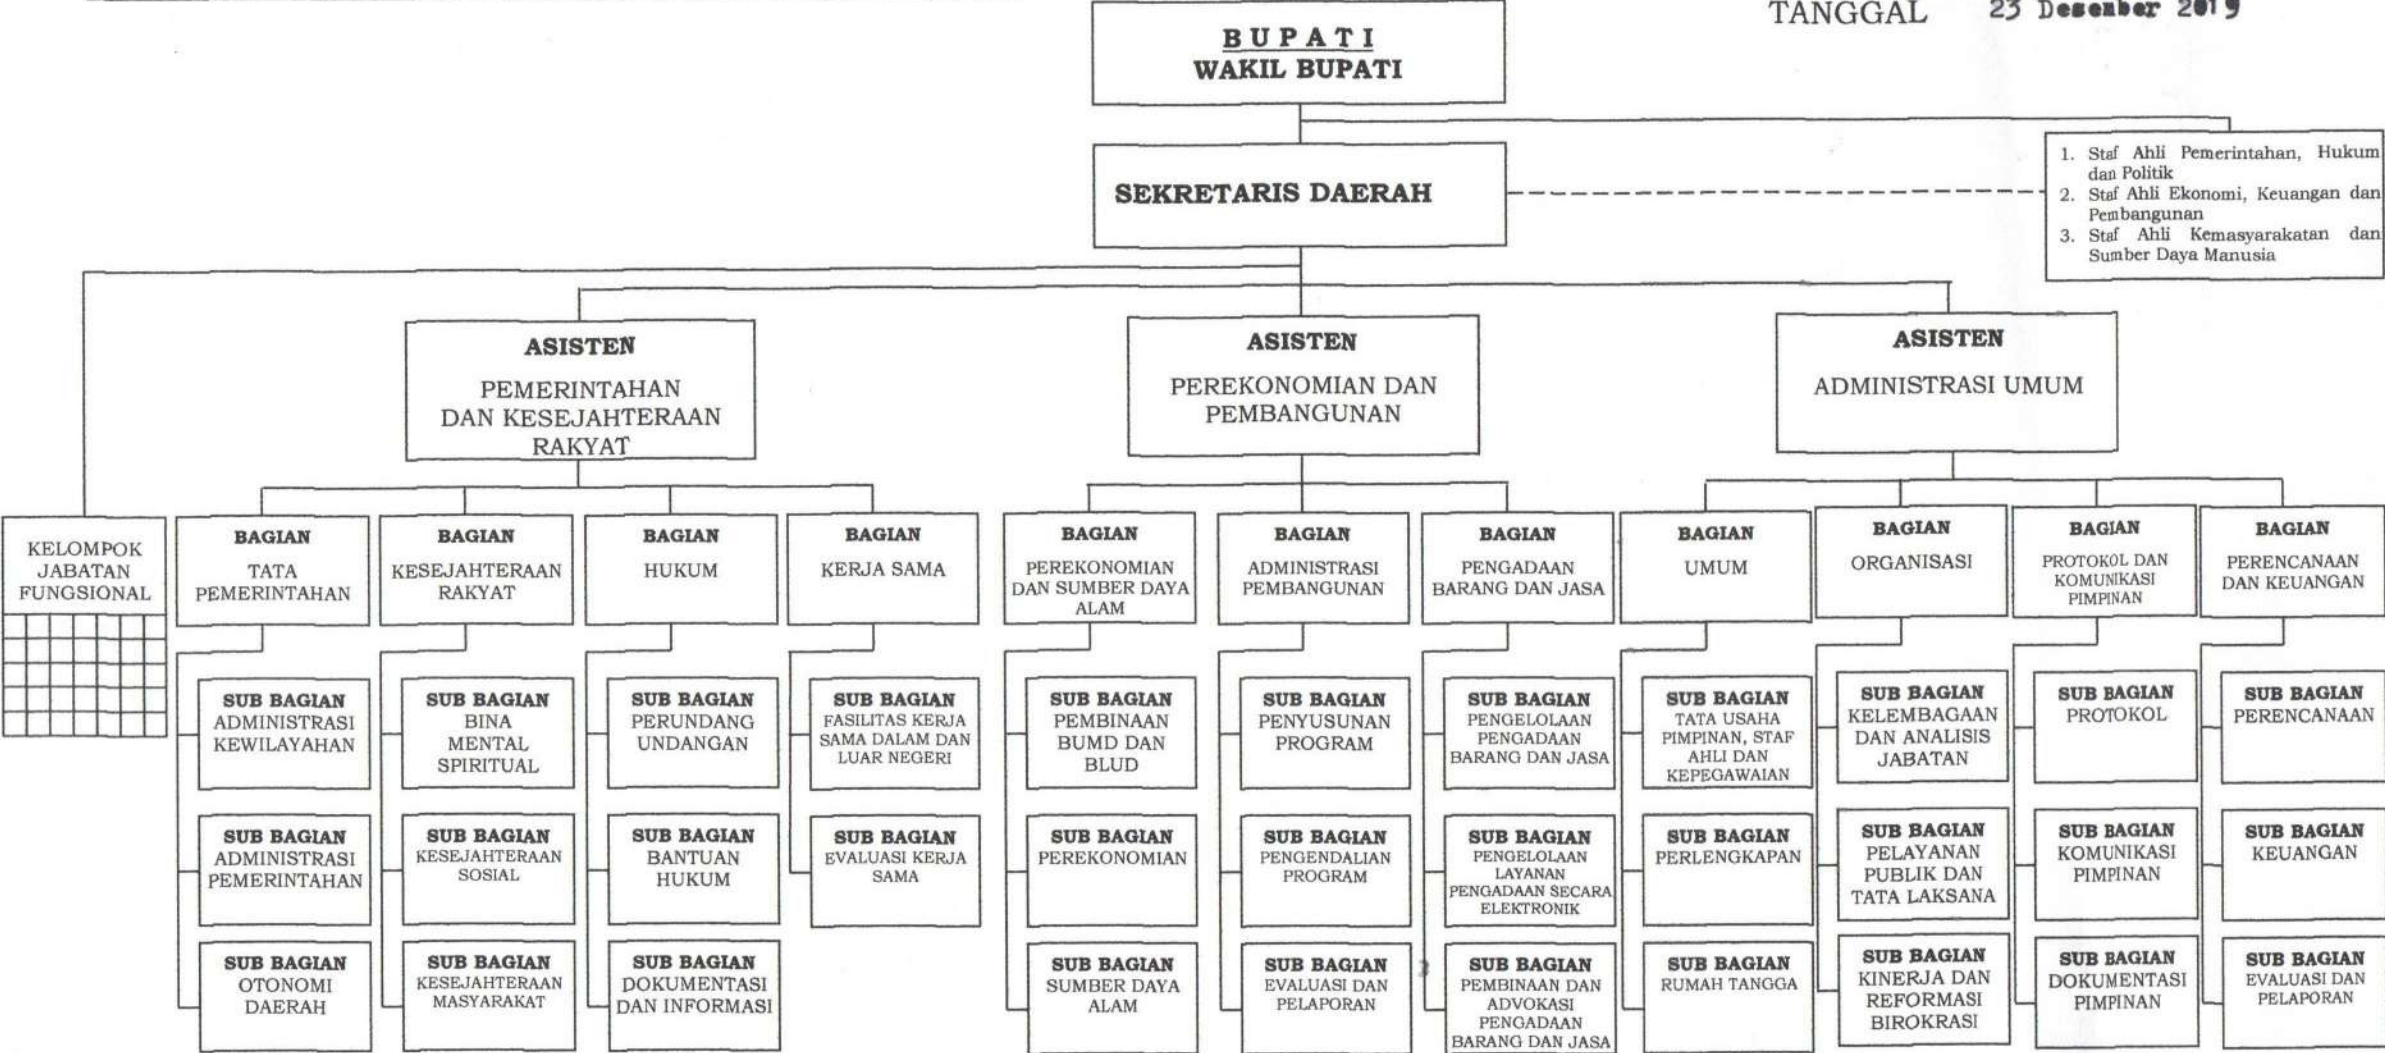 TANGGAL 23 Desember 2019
BUPATI
WAKIL BUPATI
SEKRETARIS DAERAH
1. Staf Ahli Pemerintahan, Hukum
dan Politik
2. Staf Ahli Ekonomi, Keuangan dan
Pembangunan
3. Staf Ahli Kemasyarakatan dan
Sumber Daya Manusia
ASISTEN
PEMERINTAHAN
DAN KESEJAHTERAAN
RAKYAT
ASISTEN
PEREKONOMIAN DAN
PEMBANGUNAN
ASISTEN
ADMINISTRASI UMUM
KELOMPOK
JABATAN
FUNGSIONAL
BAGIAN
TATA
PEMERINTAHAN
BAGIAN
KESEJAHTERAAN
RAKYAT
BAGIAN
HUKUM
BAGIAN
KERJA SAMA
BAGIAN
PEREKONOMIAN
DAN SUMBER DAYA
ALAM
BAGIAN
ADMINISTRASI
PEMBANGUNAN
BAGIAN
PENGADAAN
BARANG DAN JASA
BAGIAN
UMUM
BAGIAN
ORGANISASI
BAGIAN
PROTOKOL DAN
KOMUNIKASI
PIMPINAN
BAGIAN
PERENCANAAN
DAN KEUANGAN
SUB BAGIAN
ADMINISTRASI
KEWILAYAHAN
SUB BAGIAN
BINA
MENTAL
SPIRITUAL
SUB BAGIAN
PERUNDANG
UNDANGAN
SUB BAGIAN
FASILITAS KERJA
SAMA DALAM DAN
LUAR NEGERI
SUB BAGIAN
PEMBINAAN
BUMD DAN
BLUD
SUB BAGIAN
PENYUSUNAN
PROGRAM
SUB BAGIAN
PENGELOLAAN
PENGADAAN
BARANG DAN JASA
SUB BAGIAN
TATA USAHA
PIMPINAN, STAF
AHLI DAN
KEPEGAWAIAN
SUB BAGIAN
KELEMBAGAAN
DAN ANALISIS
JABATAN
SUB BAGIAN
PROTOKOL
SUB BAGIAN
PERENCANAAN
SUB BAGIAN
ADMINISTRASI
PEMERINTAHAN
SUB BAGIAN
KESEJAHTERAAN
SOSIAL
SUB BAGIAN
BANTUAN
HUKUM
SUB BAGIAN
EVALUASI KERJA
SAMA
SUB BAGIAN
PEREKONOMIAN
SUB BAGIAN
PENGENDALIAN
PROGRAM
SUB BAGIAN
PENGELOLAAN
LAYANAN
PENGADAAN SECARA
ELEKTRONIK
SUB BAGIAN
PERLENGKAPAN
SUB BAGIAN
PELAYANAN
PUBLIK DAN
TATA LAKSANA
SUB BAGIAN
KOMUNIKASI
PIMPINAN
SUB BAGIAN
KEUANGAN
SUB BAGIAN
OTONOMI
DAERAH
SUB BAGIAN
KESEJAHTERAAN
MASYARAKAT
SUB BAGIAN
DOKUMENTASI
DAN INFORMASI
SUB BAGIAN
SUMBER DAYA
ALAM
SUB BAGIAN
EVALUASI DAN
PELAPORAN
SUB BAGIAN
PEMBINAAN DAN
ADVOKASI
PENGADAAN
BARANG DAN JASA
SUB BAGIAN
RUMAH TANGGA
SUB BAGIAN
KINERJA DAN
REFORMASI
BIROKRASI
SUB BAGIAN
DOKUMENTASI
PIMPINAN
SUB BAGIAN
EVALUASI DAN
PELAPORAN